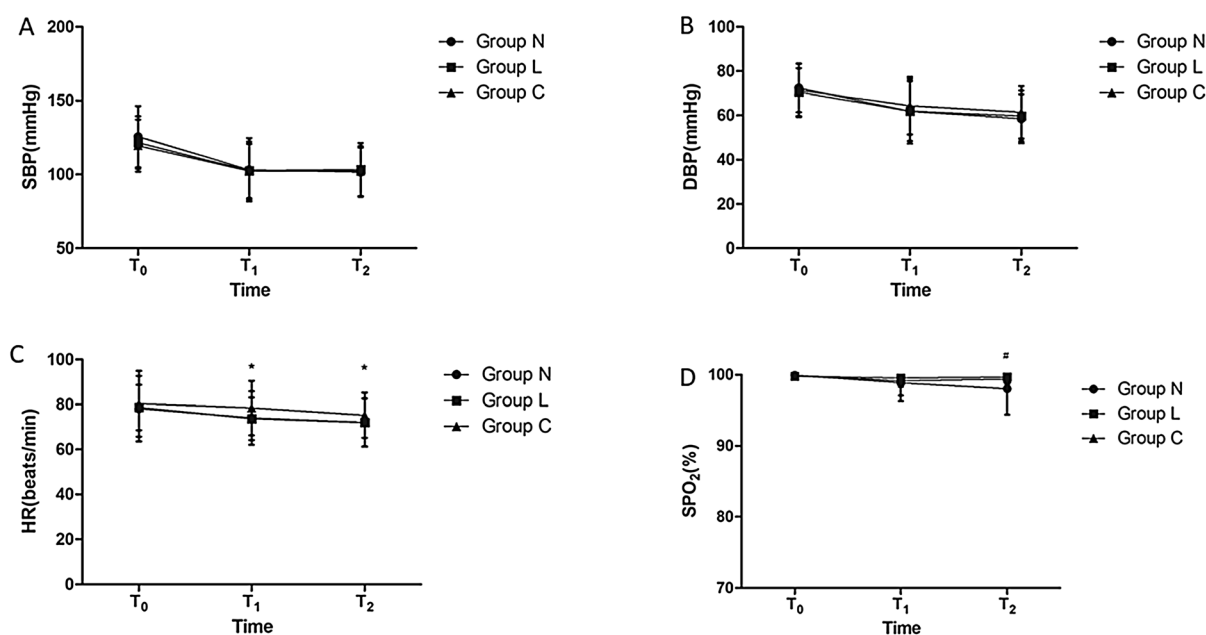 A
SBP(mmHg)
200
150
100
50
T₀ T₁ T₂
Time
Group N
Group L
Group C
B
DBP(mmHg)
100
80
60
40
20
0
T₀ T₁ T₂
Time
Group N
Group L
Group C
C
HR(beats/min)
100
80
60
40
20
0
* *
T₀ T₁ T₂
Time
Group N
Group L
Group C
D
SPO₂(%)
100
90
80
70
#
T₀ T₁ T₂
Time
Group N
Group L
Group C